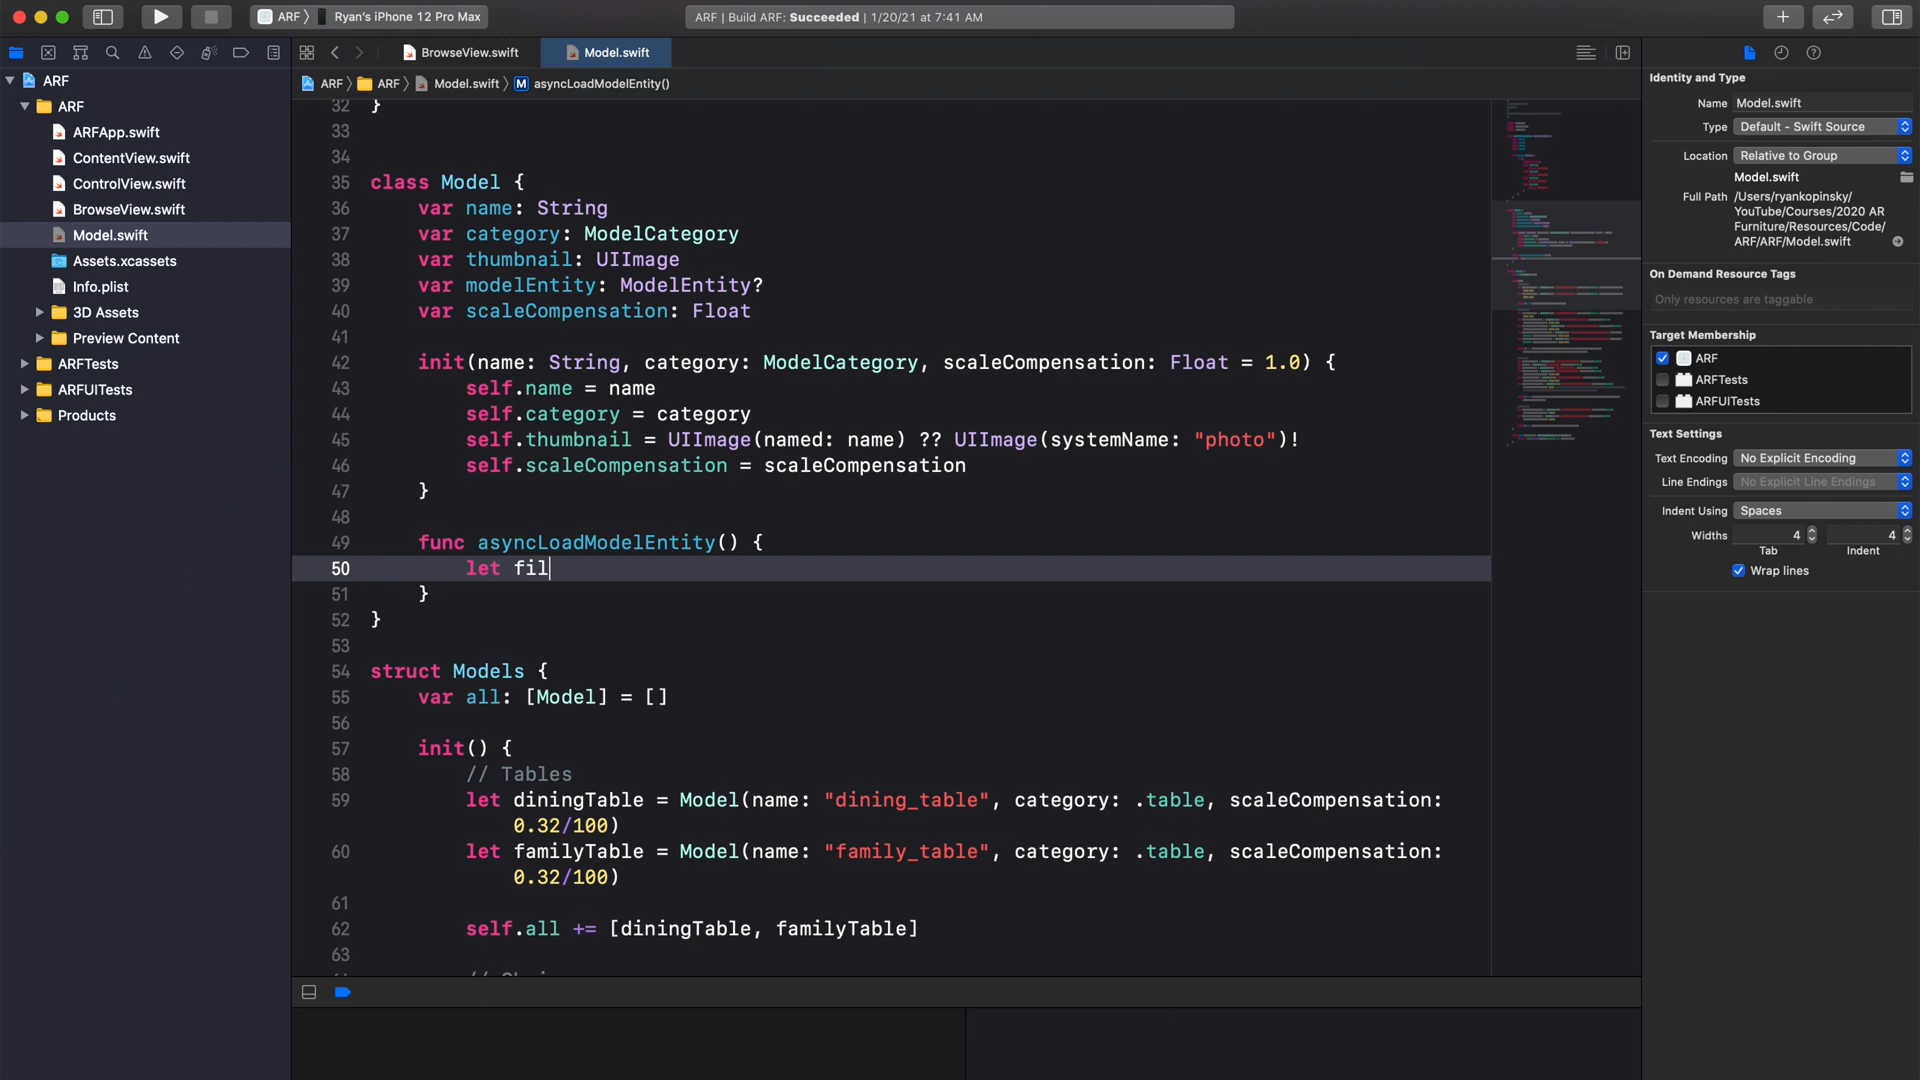 ARF 〉 Ryan's iPhone 12 Pro Max
ARF | Build ARF: Succeeded | 1/20/21 at 7:41 AM
BrowseView.swift
Model.swift
ARF 〉 ARF 〉 Model.swift 〉 M asyncLoadModelEntity()
ARF
ARF
ARFApp.swift
ContentView.swift
ControlView.swift
BrowseView.swift
Model.swift
Assets.xcassets
Info.plist
3D Assets
Preview Content
ARFTests
ARFUITests
Products
32 }
33
34
35 class Model {
36 var name: String
37 var category: ModelCategory
38 var thumbnail: UIImage
39 var modelEntity: ModelEntity?
40 var scaleCompensation: Float
41
42 init(name: String, category: ModelCategory, scaleCompensation: Float = 1.0) {
43 self.name = name
44 self.category = category
45 self.thumbnail = UIImage(named: name) ?? UIImage(systemName: "photo")!
46 self.scaleCompensation = scaleCompensation
47 }
48
49 func asyncLoadModelEntity() {
50 let fil
51 }
52 }
53
54 struct Models {
55 var all: [Model] = []
56
57 init() {
58 // Tables
59 let diningTable = Model(name: "dining_table", category: .table, scaleCompensation:
0.32/100)
60 let familyTable = Model(name: "family_table", category: .table, scaleCompensation:
0.32/100)
61
62 self.all += [diningTable, familyTable]
63
Identity and Type
Name Model.swift
Type Default - Swift Source
Location Relative to Group
Model.swift
Full Path /Users/ryankopinsky/
YouTube/Courses/2020 AR
Furniture/Resources/Code/
ARF/ARF/Model.swift
On Demand Resource Tags
Only resources are taggable
Target Membership
ARF
ARFTests
ARFUITests
Text Settings
Text Encoding No Explicit Encoding
Line Endings No Explicit Line Endings
Indent Using Spaces
Widths 4 4
Tab Indent
Wrap lines